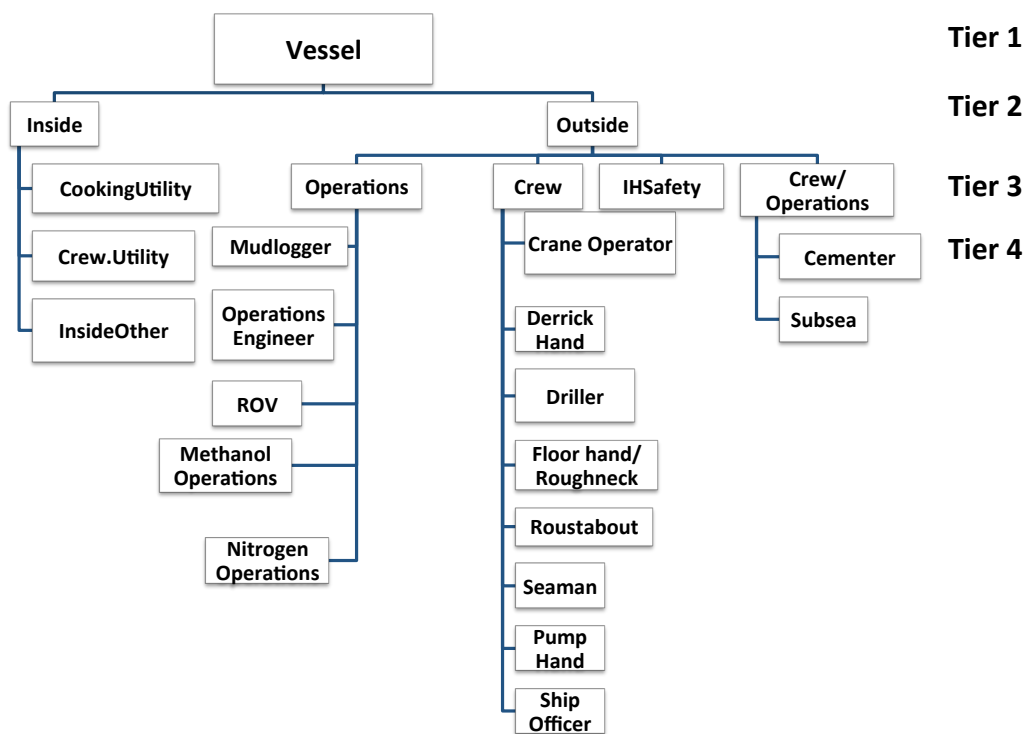 Vessel
Tier 1
Inside
Outside
Tier 2
CookingUtility
Operations
Crew
IHSafety
Crew/
Operations
Tier 3
Crew.Utility
Mudlogger
Crane Operator
Cementer
Tier 4
InsideOther
Operations
Engineer
Derrick
Hand
Subsea
ROV
Driller
Methanol
Operations
Floor hand/
Roughneck
Roustabout
Nitrogen
Operations
Seaman
Pump
Hand
Ship
Officer